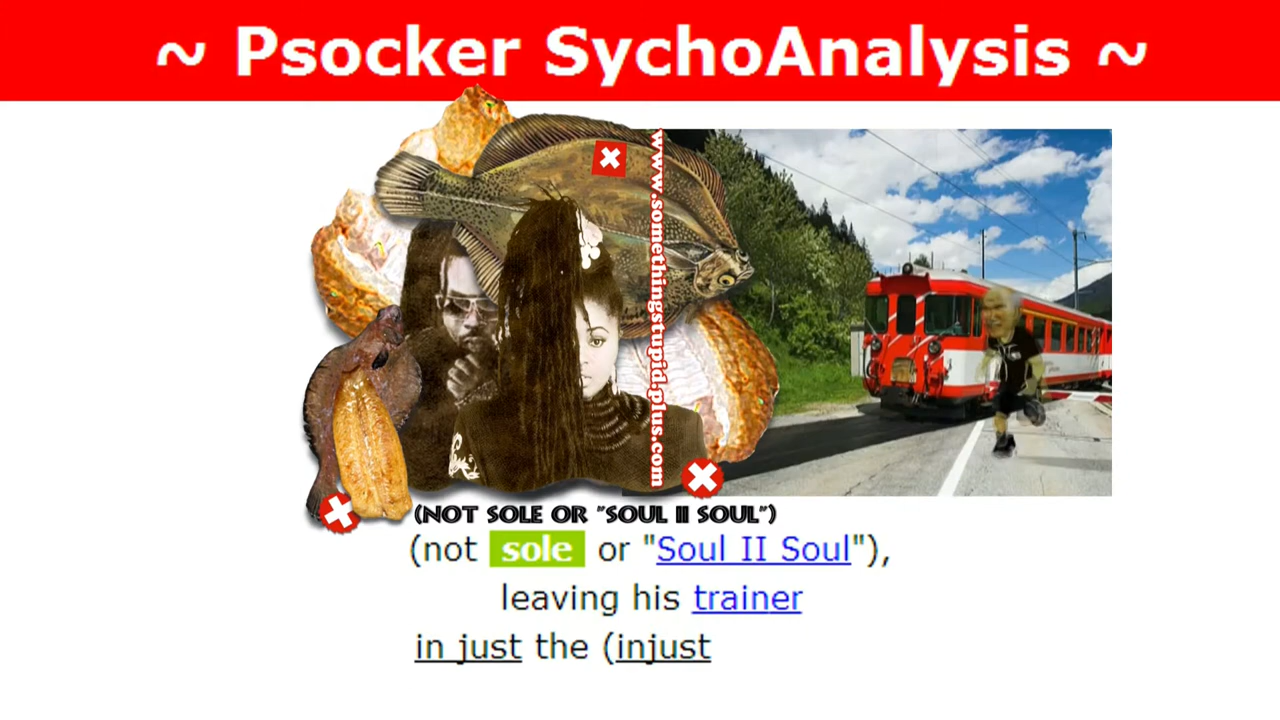 ~ Psocker SychoAnalysis ~
www.somethingstupid.plus.com
(NOT SOLE OR "SOUL II SOUL")
(not sole or "Soul II Soul"),
leaving his trainer
in just the (injust